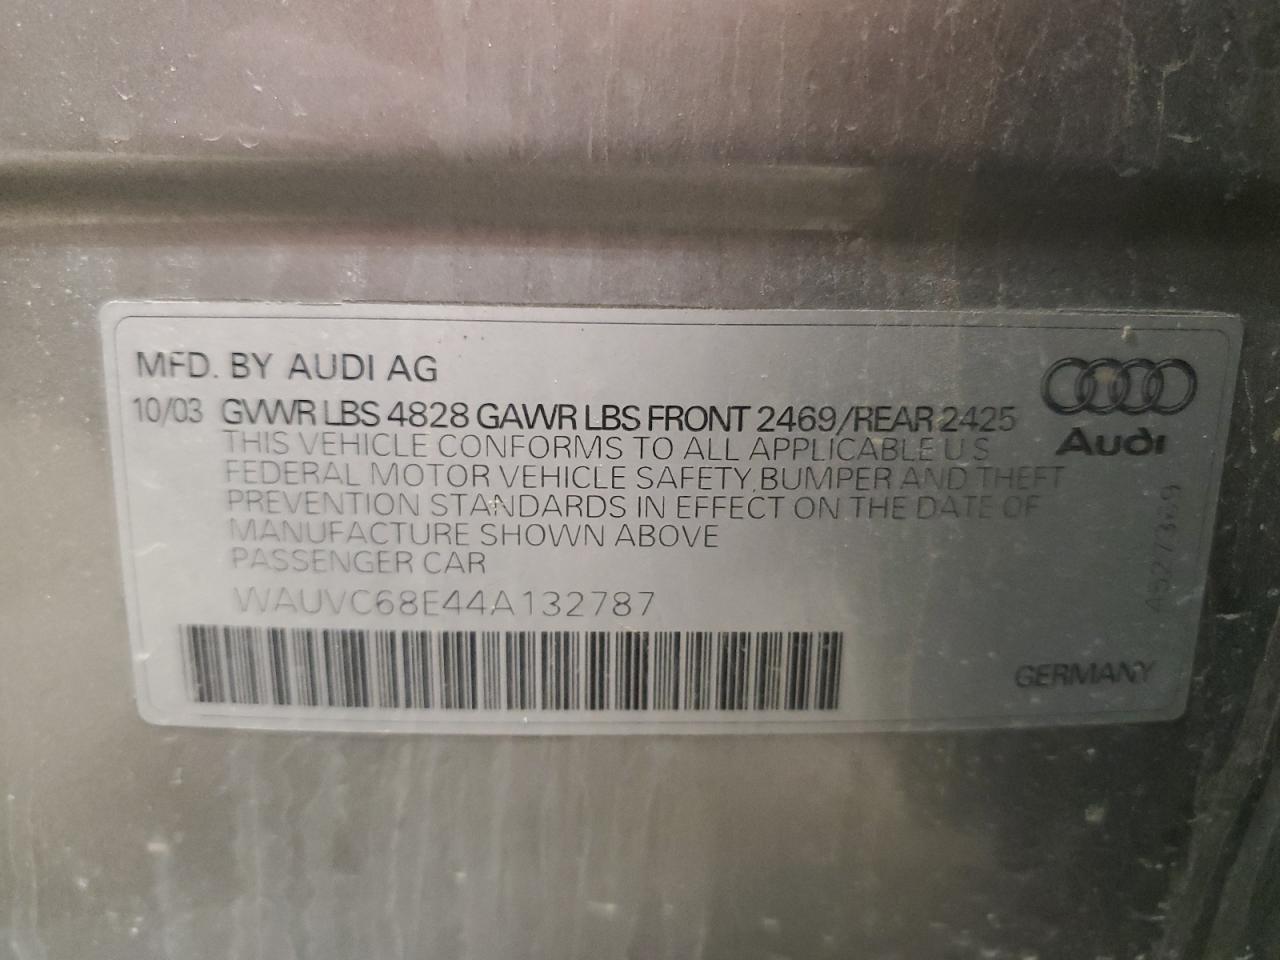 MFD. BY AUDI AG
10/03 GVWR LBS 4828 GAWR LBS FRONT 2469/REAR 2425
THIS VEHICLE CONFORMS TO ALL APPLICABLE U S
FEDERAL MOTOR VEHICLE SAFETY, BUMPER AND THEFT
PREVENTION STANDARDS IN EFFECT ON THE DATE OF
MANUFACTURE SHOWN ABOVE
PASSENGER CAR
WAUVC68E44A132787
Audi
GERMANY